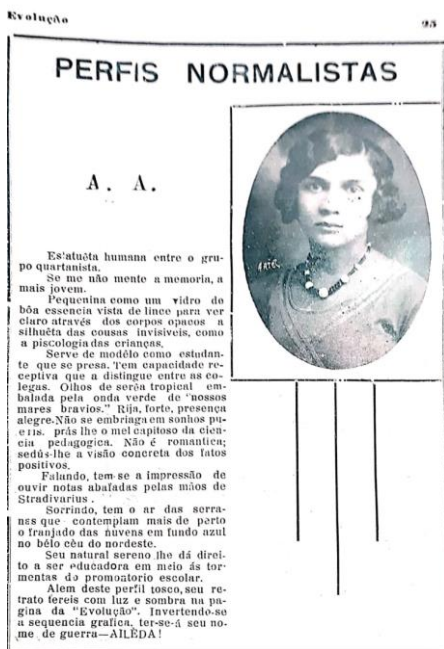 Evolução
25
PERFIS NORMALISTAS
A. A.
Es'atuêta humana entre o gru-
po quartanista.
Se me não mente a memoria, a
mais jovem.
Pequenina como um vidro de
bôa essencia vista de lince para ver
claro através dos corpos opacos a
silhuêta das cousas invisiveis, como
a piscologia das crianças.
Serve de modêlo como estudan-
te que se presa. Tem capacidade re-
ceptiva que a distingue entre as co-
legas. Olhos de serêa tropical em-
balada pela onda verde de "nossos
mares bravios." Rija, forte, presença
alegre. Não se embriaga em sonhos pu-
eris. prás lhe o mel capitoso da cien-
cia pedagogica. Não é romantica;
sedús-lhe a visão concreta dos fatos
positivos.
Falando, tem-se a impressão de
ouvir notas abafadas pelas mãos de
Stradivarius .
Sorrindo, tem o ar das serra-
nas que contemplam mais de perto
o franjado das nuvens em fundo azul
no bélo céu do nordeste.
Seu natural sereno lhe dá direi-
to a ser educadora em meio ás tor-
mentas do promontorio escolar.
Alem deste perfil tosco, seu re-
trato tereis com luz e sombra na pa-
gina da "Evolução". Invertendo-se
a sequencia grafica, ter-se-á seu no-
me de guerra—AILÊDA!